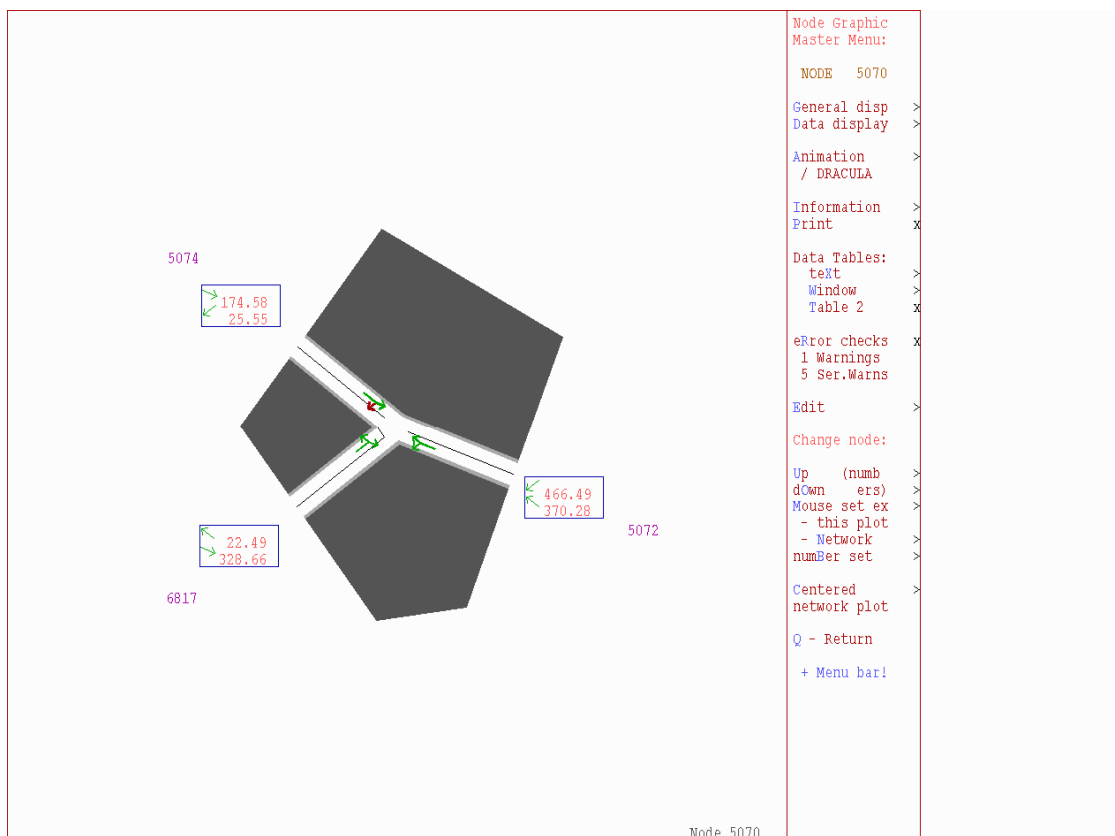 5074
174.58
25.55
466.49
370.28
5072
22.49
328.66
6817
Node 5070
Node Graphic
Master Menu:
NODE 5070
General disp >
Data display >
Animation >
/ DRACULA
Information >
Print x
Data Tables:
teXt >
Window >
Table 2 x
eRror checks x
1 Warnings
5 Ser.Warns
Edit >
Change node:
Up (numb >
dOwn ers) >
Mouse set ex >
- this plot
- Network >
numBer set >
Centered >
network plot
Q - Return
+ Menu bar!